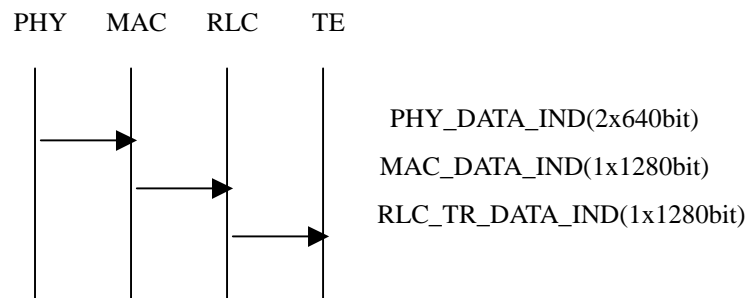 PHY MAC RLC TE
PHY_DATA_IND(2x640bit)
MAC_DATA_IND(1x1280bit)
RLC_TR_DATA_IND(1x1280bit)